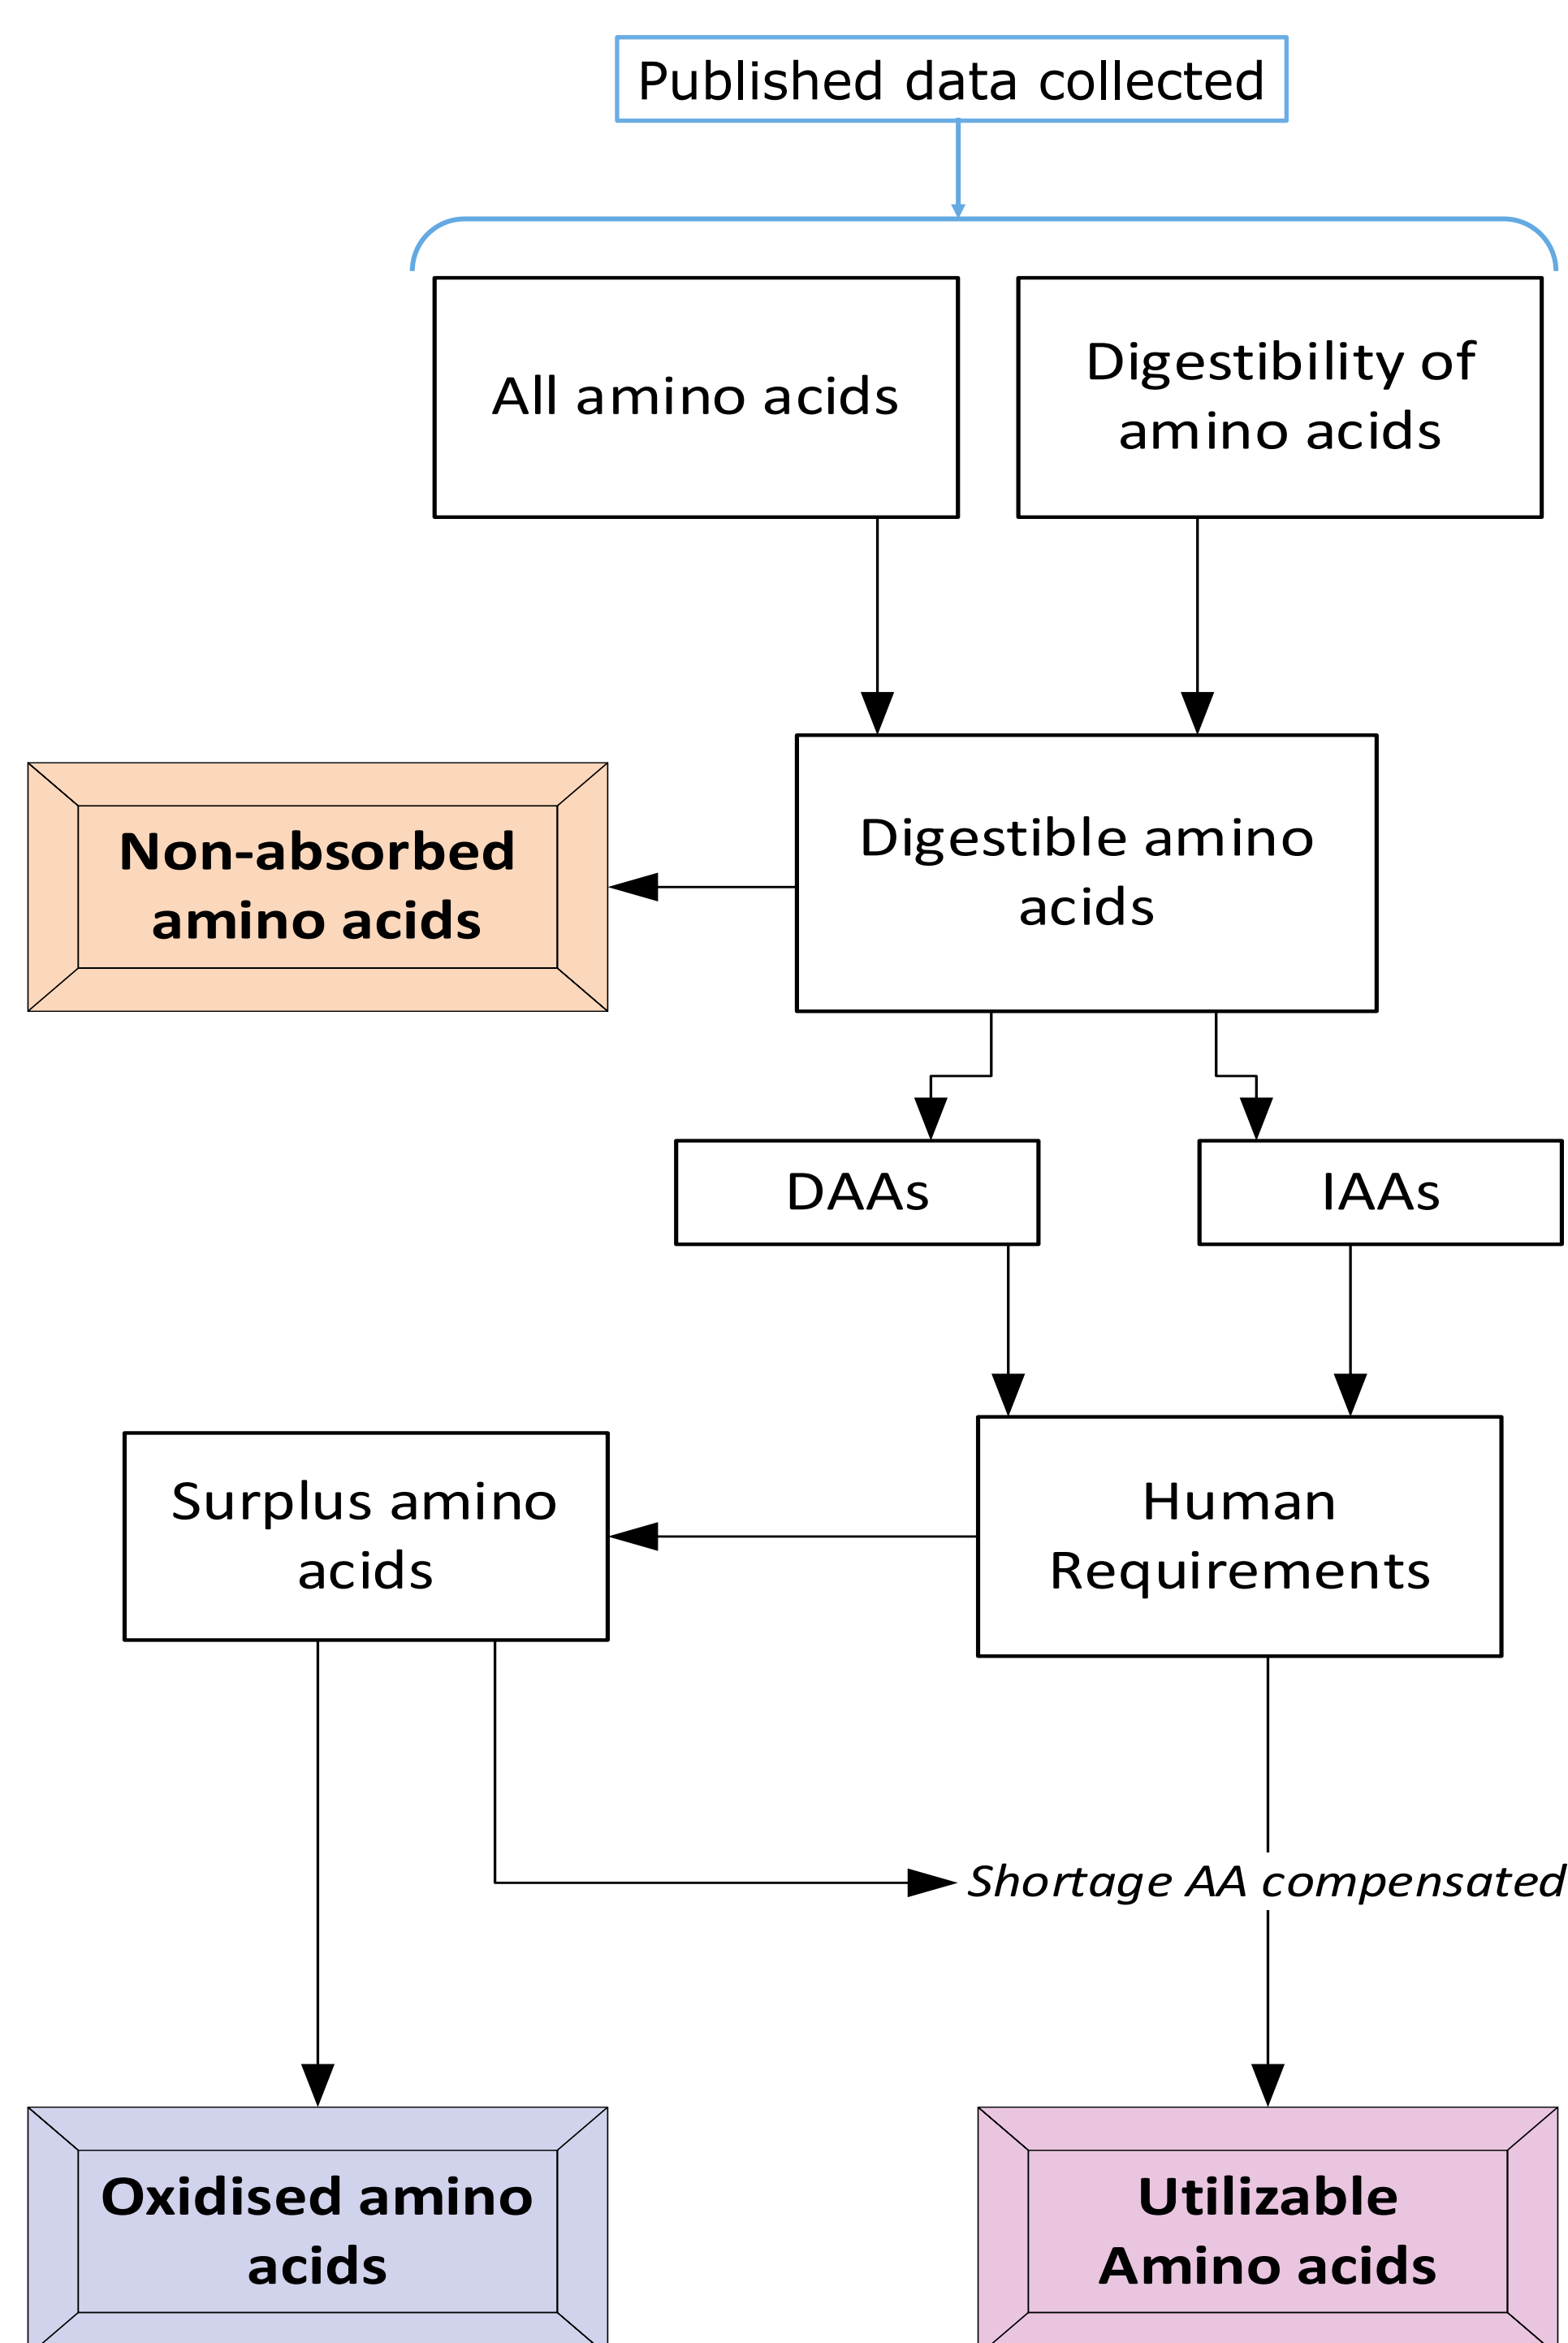 Published data collected
All amino acids
Digestibility of
amino acids
Digestible amino
acids
Non-absorbed
amino acids
DAAs
IAAs
Surplus amino
acids
Human
Requirements
Shortage AA compensated
Oxidised amino
acids
Utilizable
Amino acids